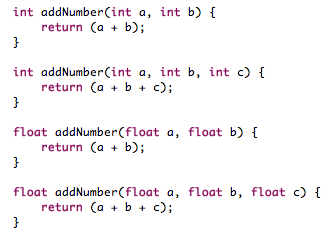 int addNumber(int a, int b) {
    return (a + b);
}

int addNumber(int a, int b, int c) {
    return (a + b + c);
}

float addNumber(float a, float b) {
    return (a + b);
}

float addNumber(float a, float b, float c) {
    return (a + b + c);
}